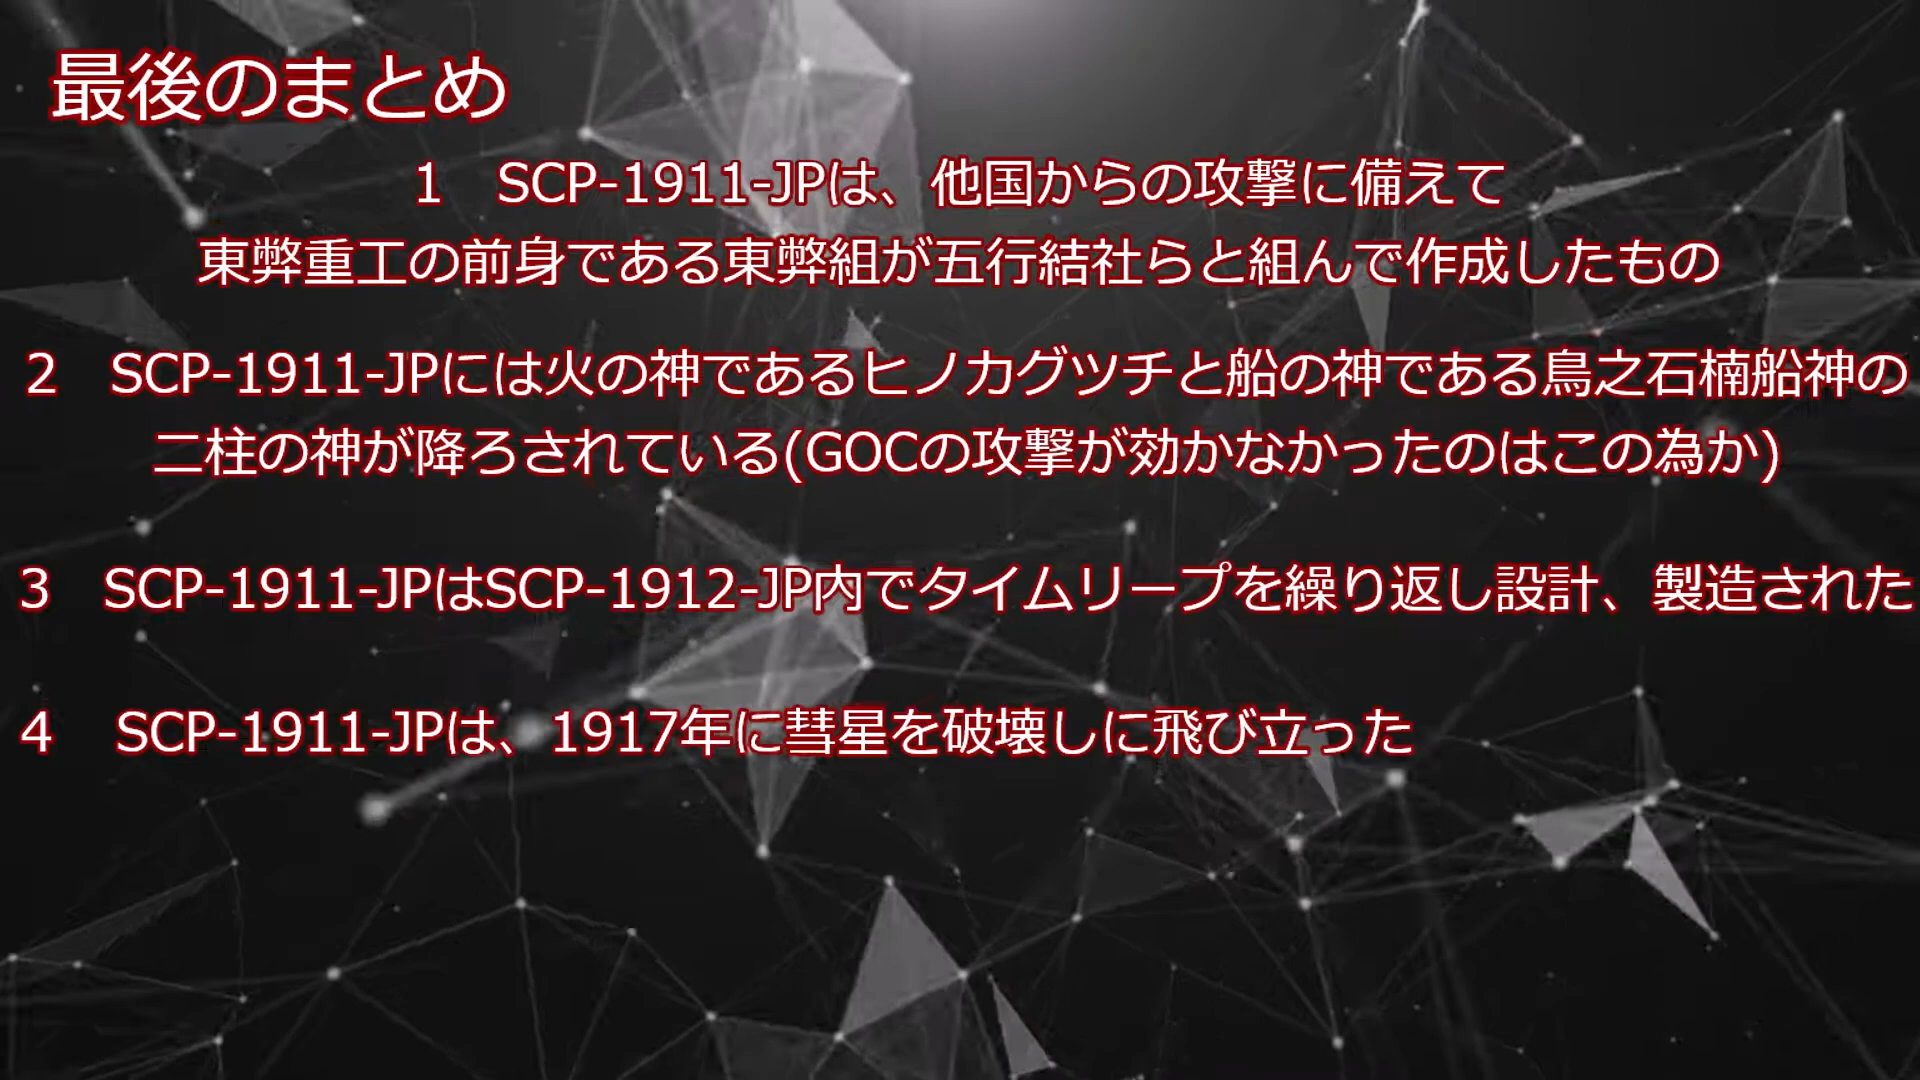 最後のまとめ
1　SCP-1911-JPは、他国からの攻撃に備えて
東弊重工の前身である東弊組が五行結社らと組んで作成したもの
2　SCP-1911-JPには火の神であるヒノカグツチと船の神である鳥之石楠船神の
二柱の神が降ろされている(GOCの攻撃が効かなかったのはこの為か)
3　SCP-1911-JPはSCP-1912-JP内でタイムリープを繰り返し設計、製造された
4　SCP-1911-JPは、1917年に彗星を破壊しに飛び立った